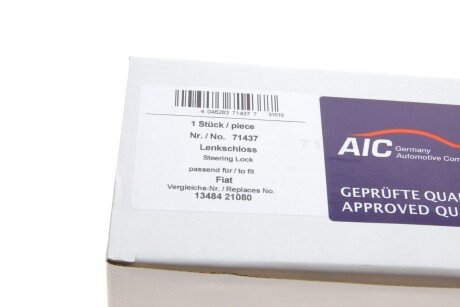 4 046283 71437 7 31010
1 Stück / piece
Nr. / No. 71437
Lenkschloss
Steering Lock
passend für / to fit
Fiat
Vergleichs-Nr. / Replaces No.
13484 21080
AIC Germany
Automotive Com
GEPRÜFTE QUA
APPROVED QU